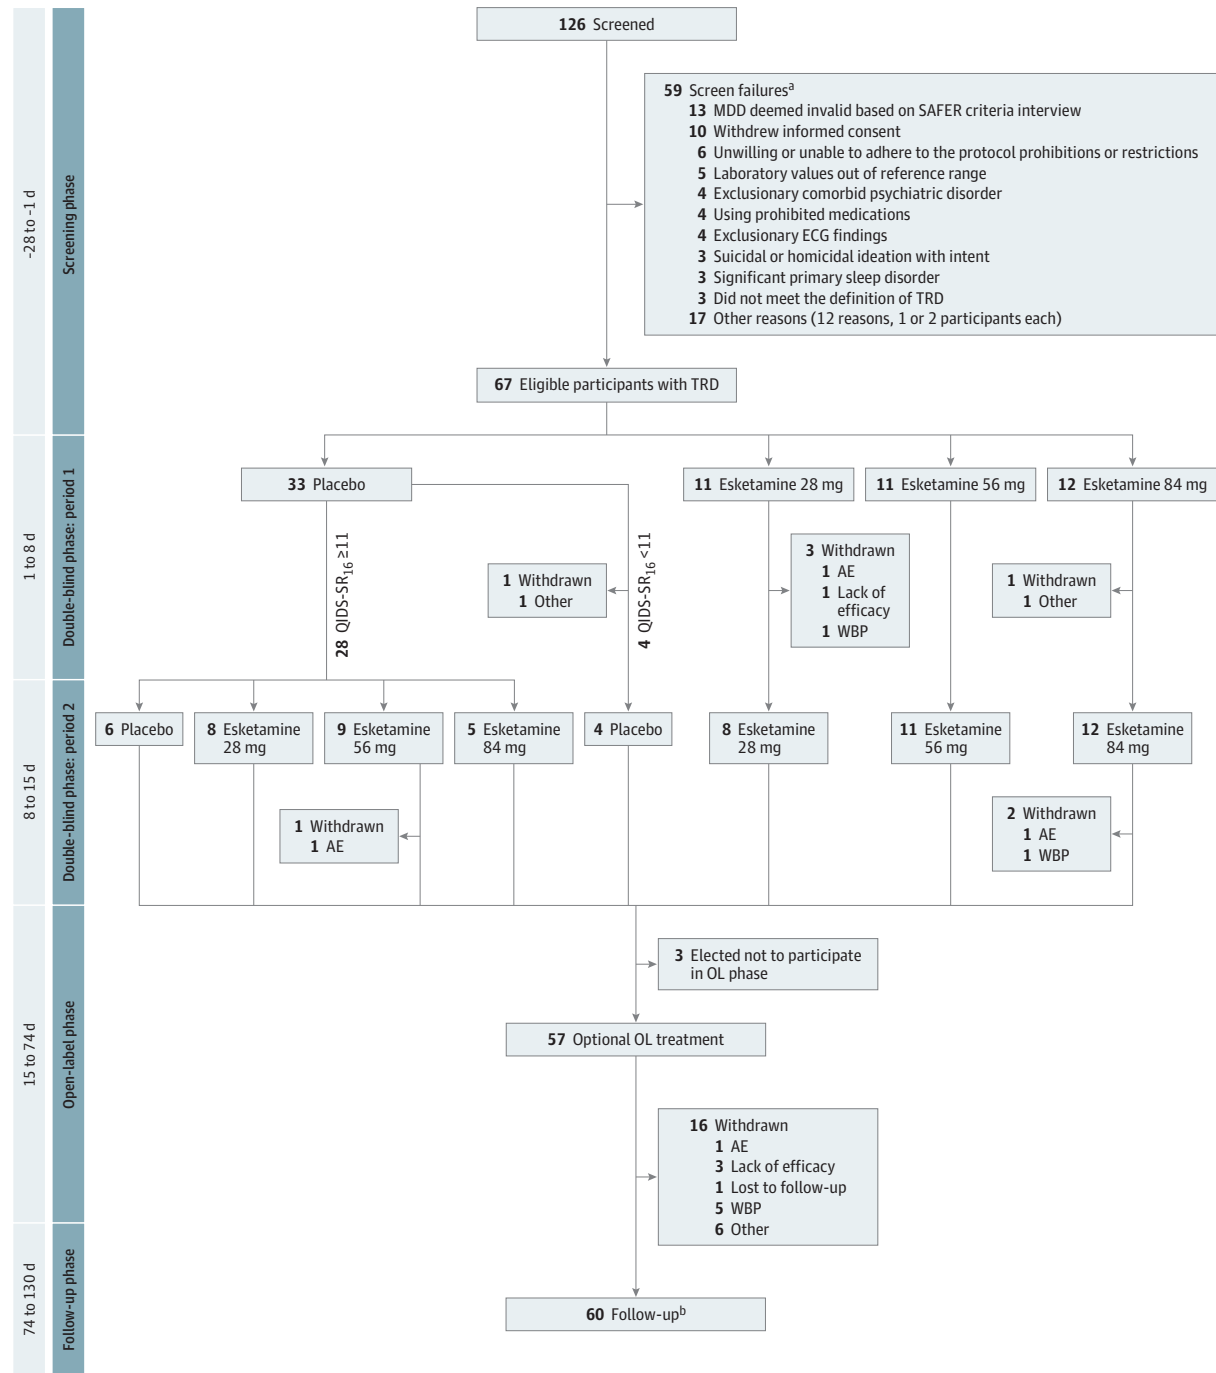 126 Screened
59 Screen failuresa
13 MDD deemed invalid based on SAFER criteria interview
10 Withdrew informed consent
6 Unwilling or unable to adhere to the protocol prohibitions or restrictions
5 Laboratory values out of reference range
4 Exclusionary comorbid psychiatric disorder
4 Using prohibited medications
4 Exclusionary ECG findings
3 Suicidal or homicidal ideation with intent
3 Significant primary sleep disorder
3 Did not meet the definition of TRD
17 Other reasons (12 reasons, 1 or 2 participants each)
-28 to -1 d
Screening phase
67 Eligible participants with TRD
1 to 8 d
Double-blind phase: period 1
33 Placebo
11 Esketamine 28 mg
11 Esketamine 56 mg
12 Esketamine 84 mg
28 QIDS-SR16 ≥11
1 Withdrawn
1 Other
4 QIDS-SR16 <11
3 Withdrawn
1 AE
1 Lack of
efficacy
1 WBP
1 Withdrawn
1 Other
8 to 15 d
Double-blind phase: period 2
6 Placebo
8 Esketamine
28 mg
9 Esketamine
56 mg
5 Esketamine
84 mg
4 Placebo
8 Esketamine
28 mg
11 Esketamine
56 mg
12 Esketamine
84 mg
1 Withdrawn
1 AE
2 Withdrawn
1 AE
1 WBP
15 to 74 d
Open-label phase
3 Elected not to participate
in OL phase
57 Optional OL treatment
16 Withdrawn
1 AE
3 Lack of efficacy
1 Lost to follow-up
5 WBP
6 Other
74 to 130 d
Follow-up phase
60 Follow-upb